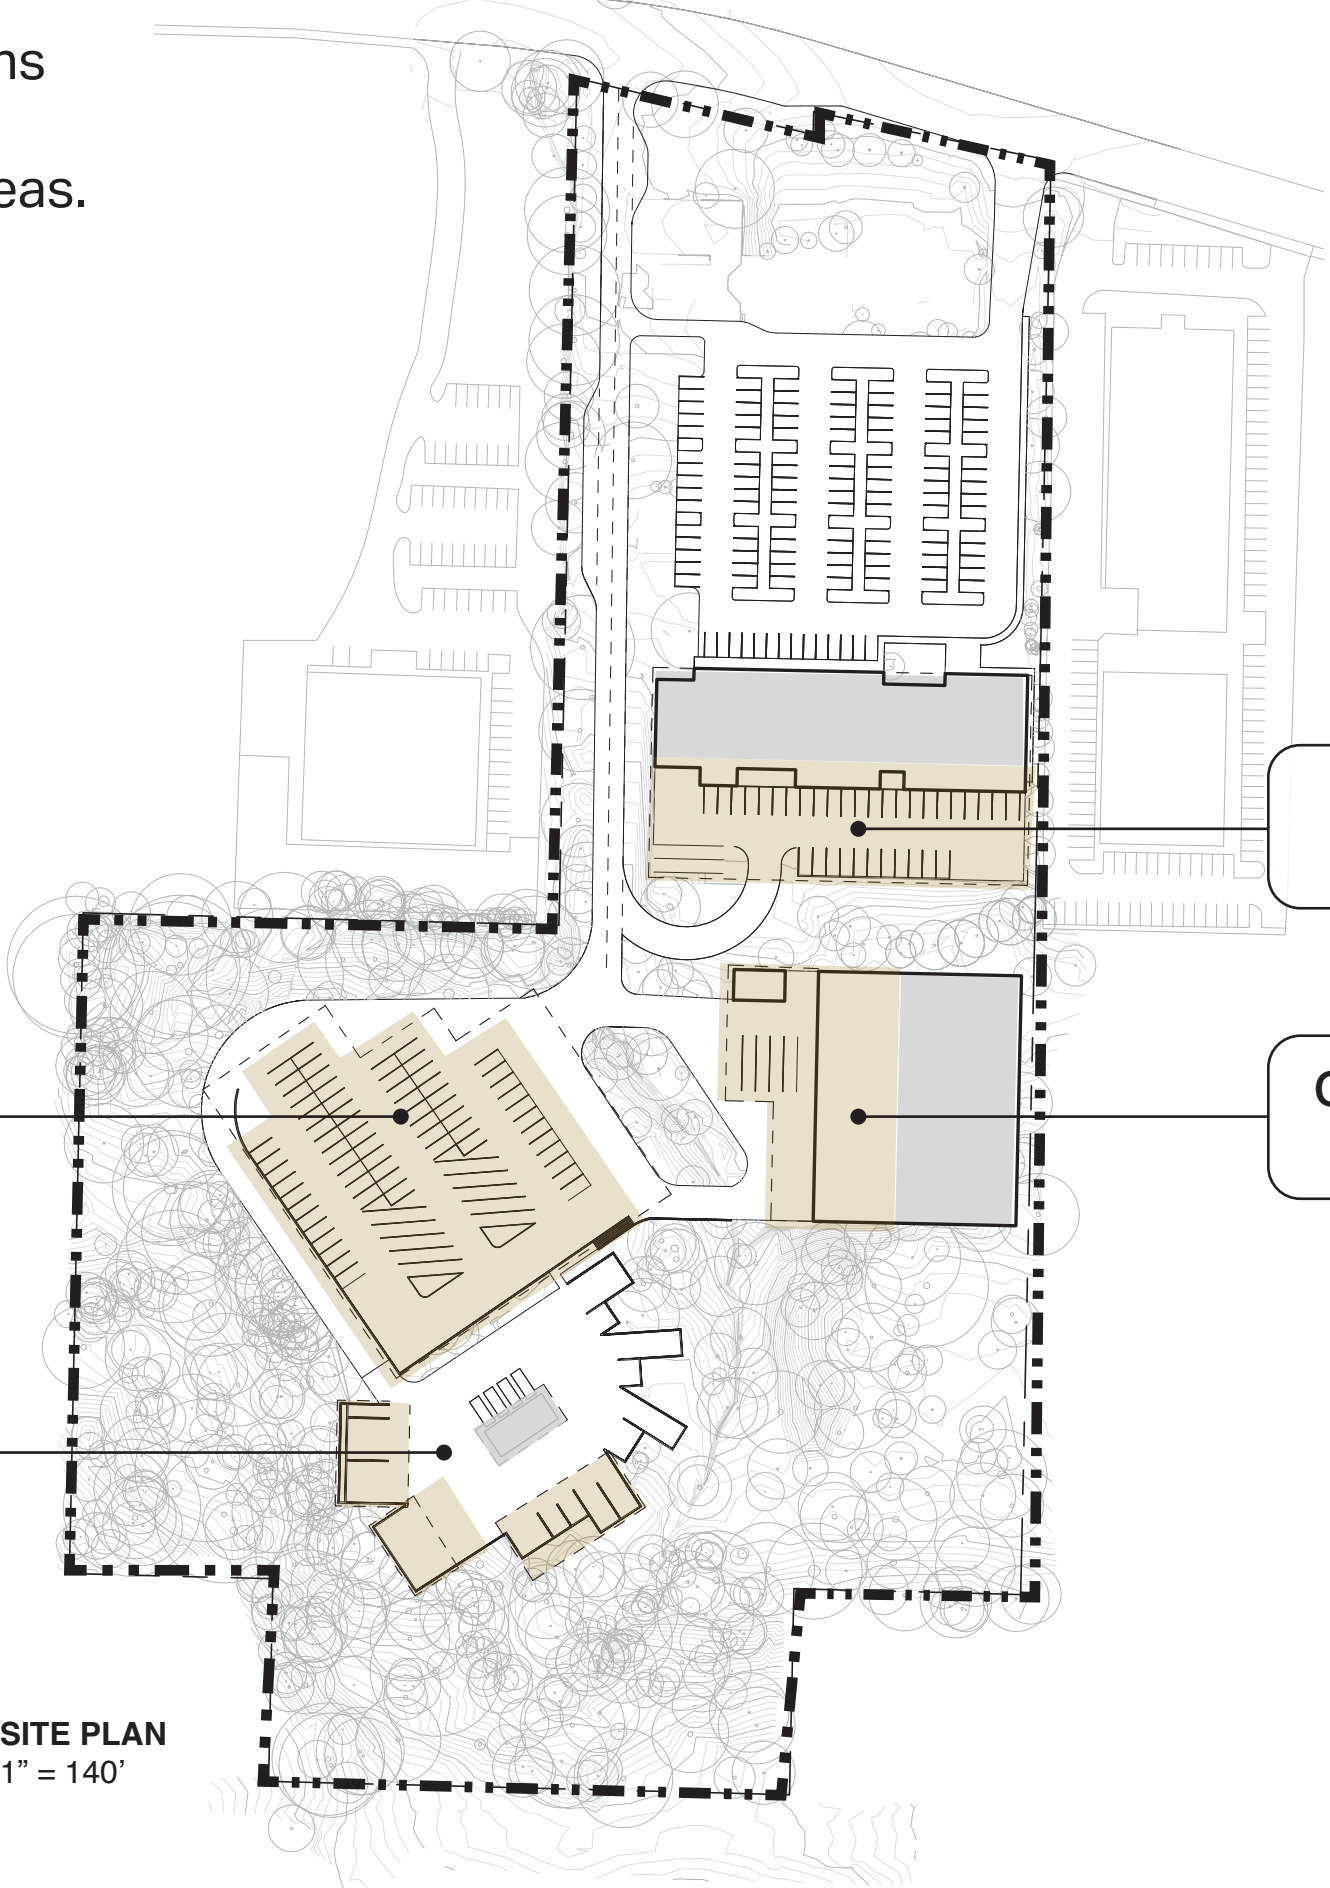 ns
eas.
C
SITE PLAN
1” = 140’